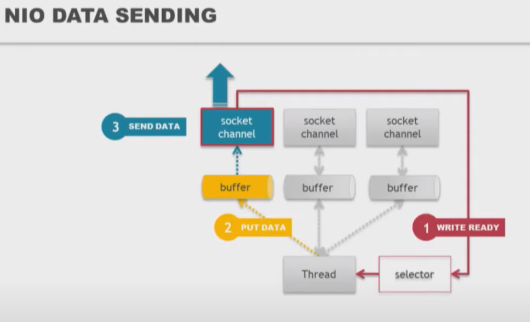 NIO DATA SENDING
3 SEND DATA
socket
channel
socket
channel
socket
channel
buffer
buffer
buffer
2 PUT DATA
1 WRITE READY
Thread
selector